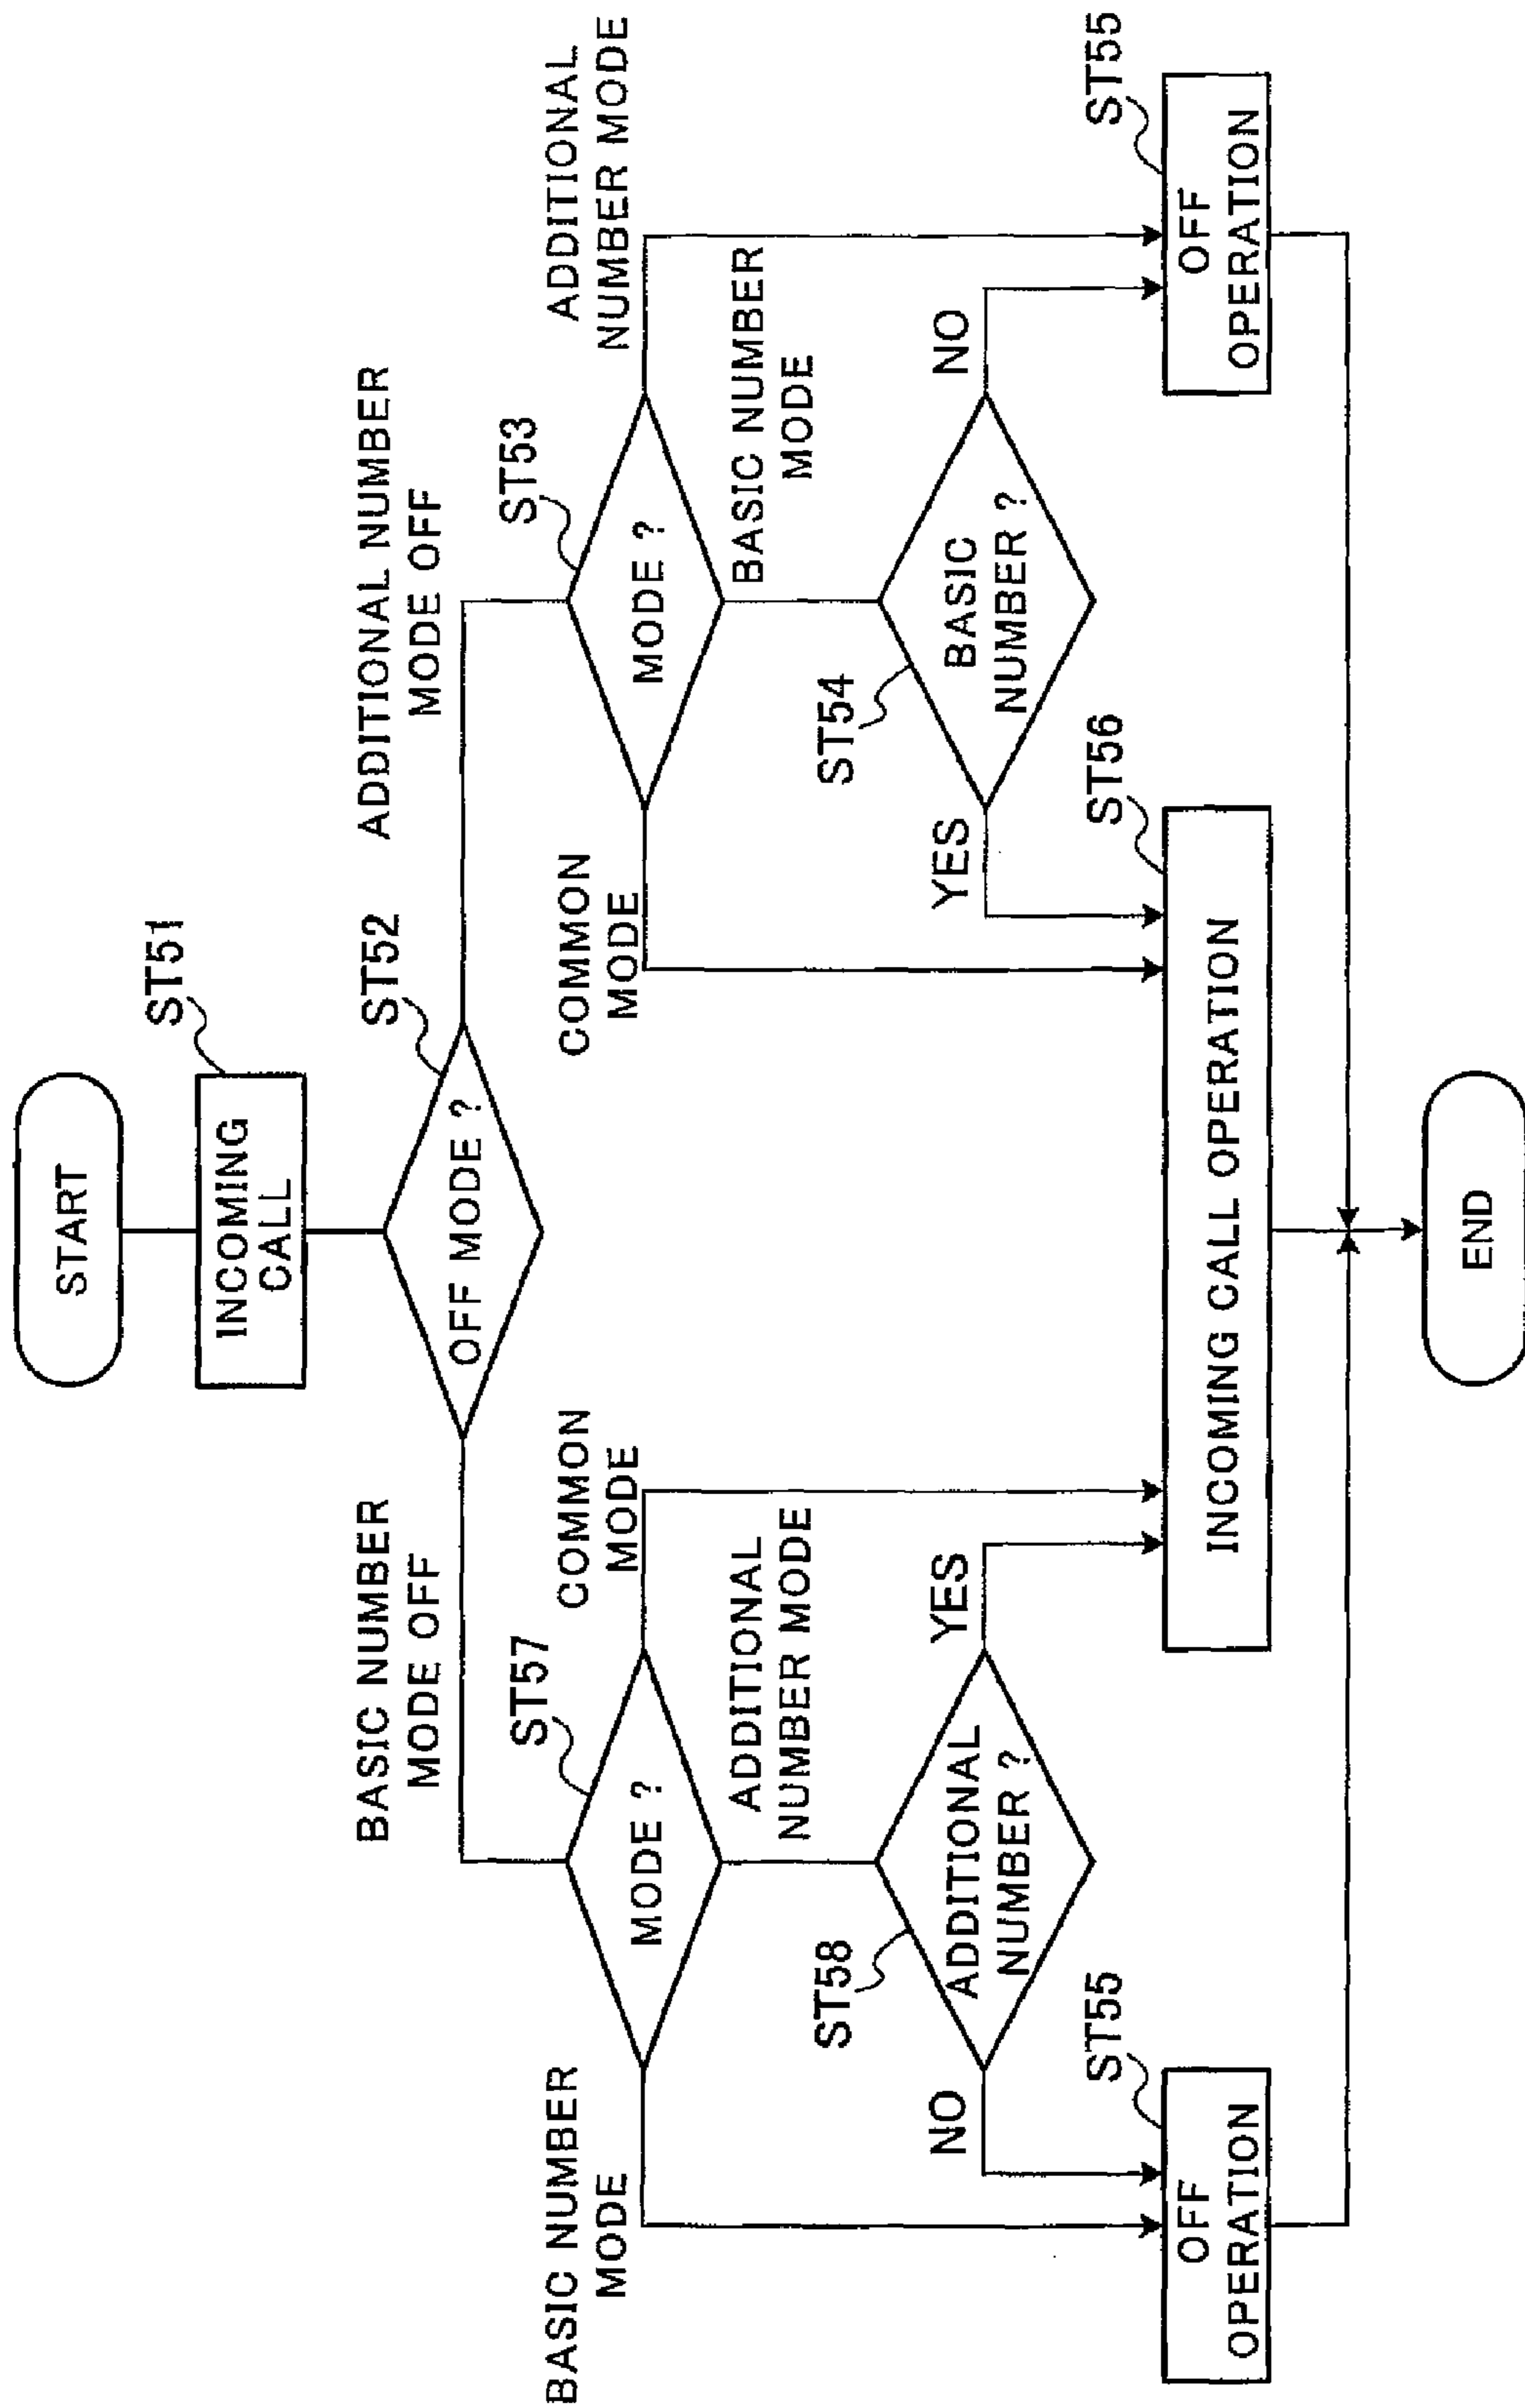 START
INCOMING
CALL
ST51
OFF MODE ?
ST52
BASIC NUMBER
MODE OFF
ADDITIONAL NUMBER
MODE OFF
MODE ?
ST57
BASIC NUMBER
MODE
COMMON
MODE
ADDITIONAL
NUMBER MODE
MODE ?
ST53
COMMON
MODE
ADDITIONAL
NUMBER MODE
BASIC NUMBER
MODE
ST58
ADDITIONAL
NUMBER ?
NO
YES
ST54
BASIC
NUMBER ?
YES
NO
OFF
OPERATION
ST55
INCOMING CALL OPERATION
ST56
OFF
OPERATION
ST55
END